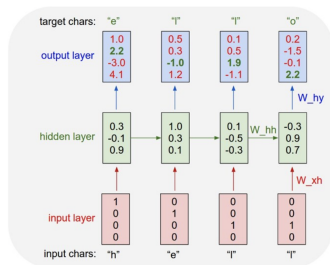 target chars: “e” “l” “l” “o”
1.0 0.5 0.1 0.2
2.2 0.3 0.5 -1.5
-3.0 -1.0 1.9 -0.1
4.1 1.2 -1.1 2.2
output layer
W_hy
0.3 1.0 0.1 -0.3
-0.1 0.3 -0.5 0.9
0.9 0.1 -0.3 0.7
hidden layer
W_hh
W_xh
1 0 0 0
0 1 0 0
0 0 1 1
0 0 0 0
input layer
input chars: “h” “e” “l” “l”